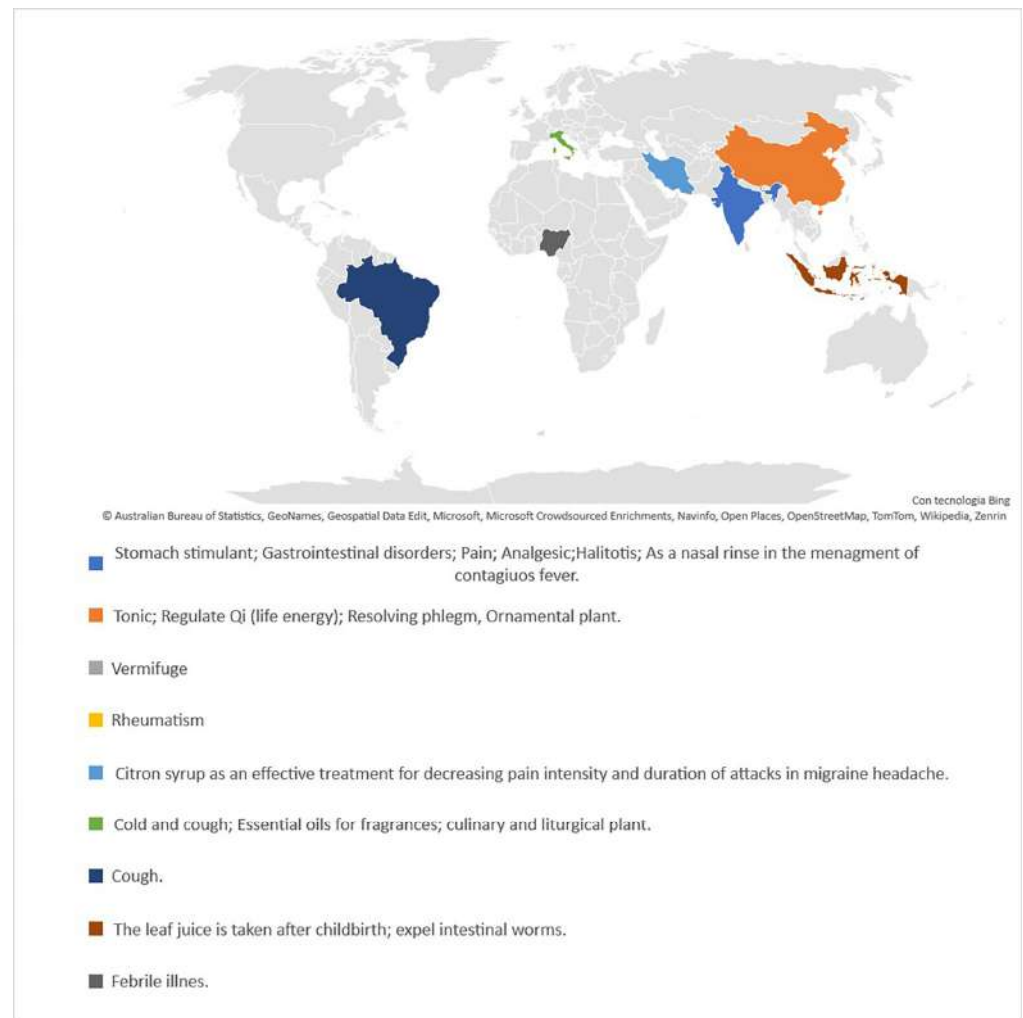 Con tecnologia Bing
© Australian Bureau of Statistics, GeoNames, Geospatial Data Edit, Microsoft, Microsoft Crowdsourced Enrichments, Navinfo, Open Places, OpenStreetMap, TomTom, Wikipedia, Zenrin
Stomach stimulant; Gastrointestinal disorders; Pain; Analgesic;Halitotis; As a nasal rinse in the menagment of
contagiuos fever.
Tonic; Regulate Qi (life energy); Resolving phlegm, Ornamental plant.
Vermifuge
Rheumatism
Citron syrup as an effective treatment for decreasing pain intensity and duration of attacks in migraine headache.
Cold and cough; Essential oils for fragrances; culinary and liturgical plant.
Cough.
The leaf juice is taken after childbirth; expel intestinal worms.
Febrile illnes.